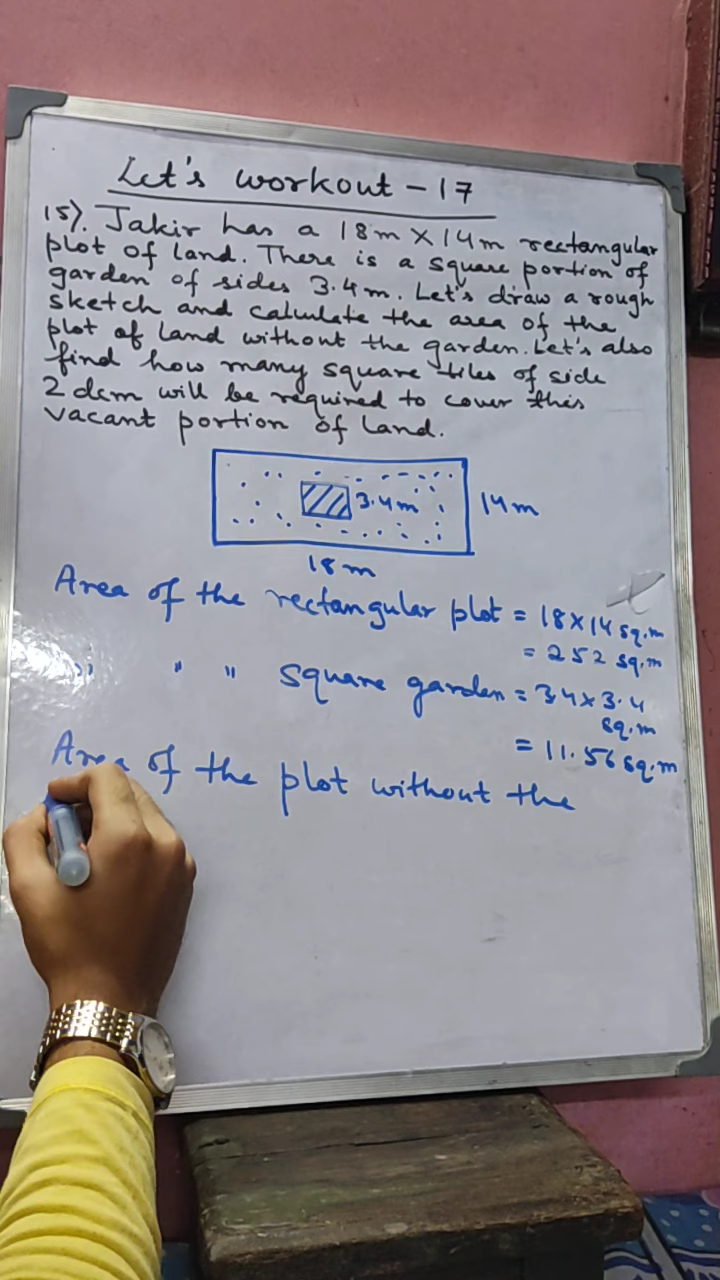 Let's workout - 17
15). Jakir has a 18m X 14m rectangular
plot of land. There is a square portion of
garden of sides 3.4m. Let's draw a rough
sketch and calculate the area of the
plot of land without the garden. Let's also
find how many square tiles of side
2 dcm will be required to cover this
vacant portion of land.
3.4m
14m
18m
Area of the rectangular plot = 18×14 sq.m
= 252 sq.m
" " " square garden = 3.4×3.4
sq.m
= 11.56 sq.m
Area of the plot without the